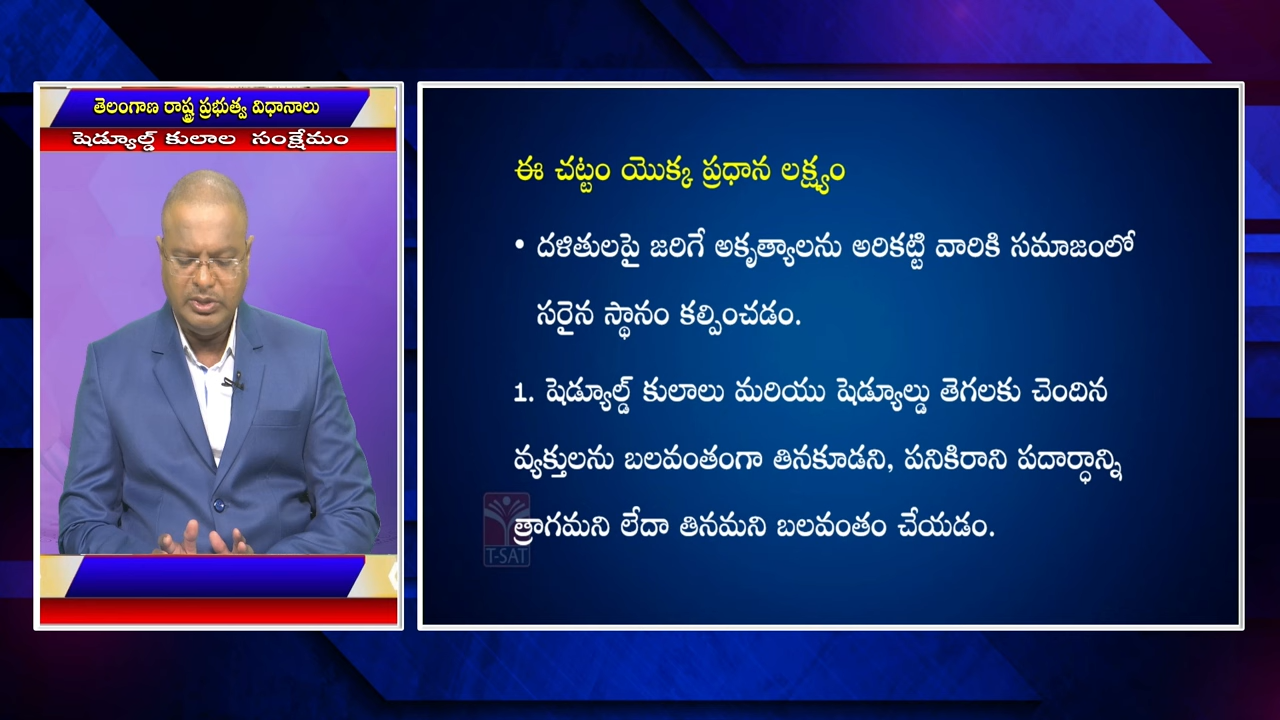 తెలంగాణ రాష్ట్ర ప్రభుత్వ విధానాలు
షెడ్యూల్డ్ కులాల సంక్షేమం
ఈ చట్టం యొక్క ప్రధాన లక్ష్యం
• దళితులపై జరిగే అకృత్యాలను అరికట్టి వారికి సమాజంలో
సరైన స్థానం కల్పించడం.
1. షెడ్యూల్డ్ కులాలు మరియు షెడ్యూల్డు తెగలకు చెందిన
వ్యక్తులను బలవంతంగా తినకూడని, పనికిరాని పదార్ధాన్ని
త్రాగమని లేదా తినమని బలవంతం చేయడం.
T-SAT